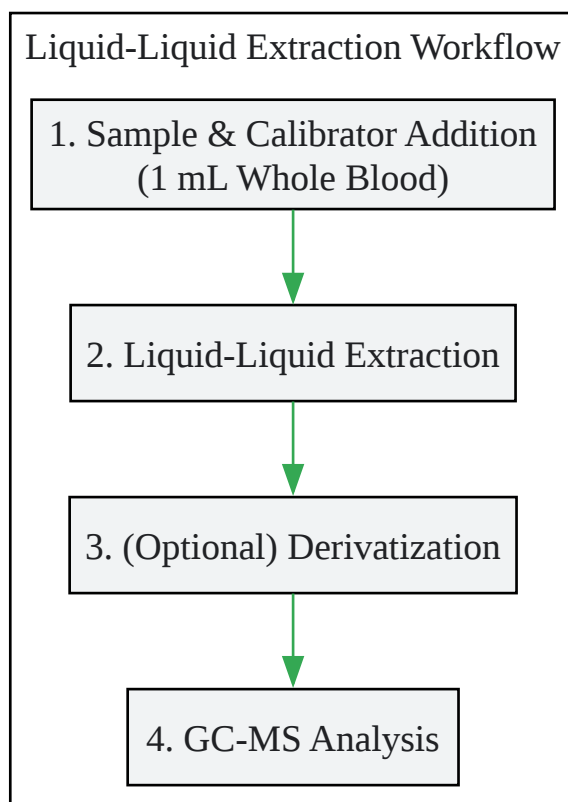 Liquid-Liquid Extraction Workflow
1. Sample & Calibrator Addition
(1 mL Whole Blood)
2. Liquid-Liquid Extraction
3. (Optional) Derivatization
4. GC-MS Analysis